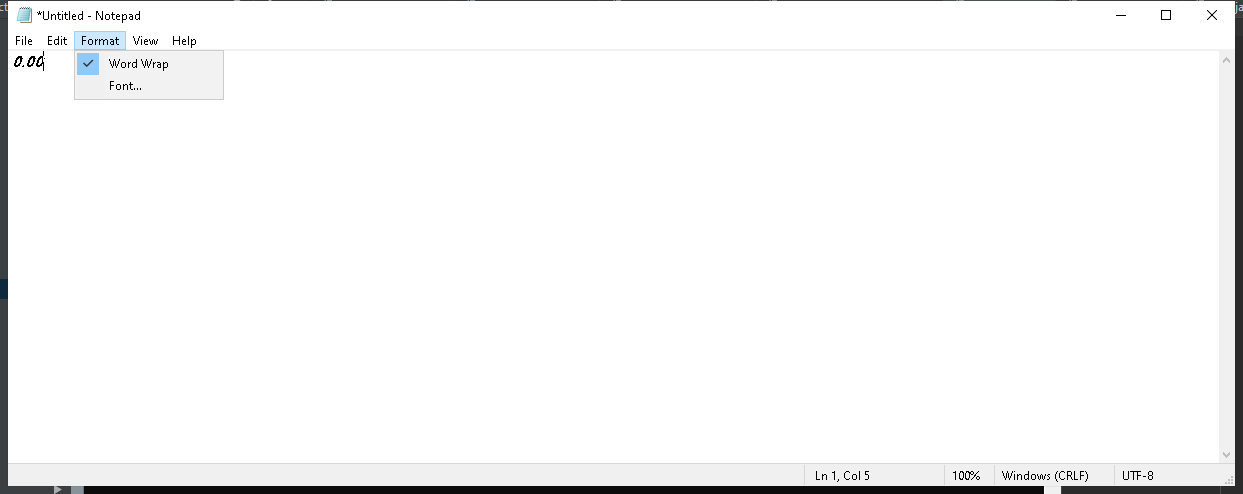 *Untitled - Notepad
File Edit Format View Help
0.00
Word Wrap
Font...
Ln 1, Col 5 100% Windows (CRLF) UTF-8